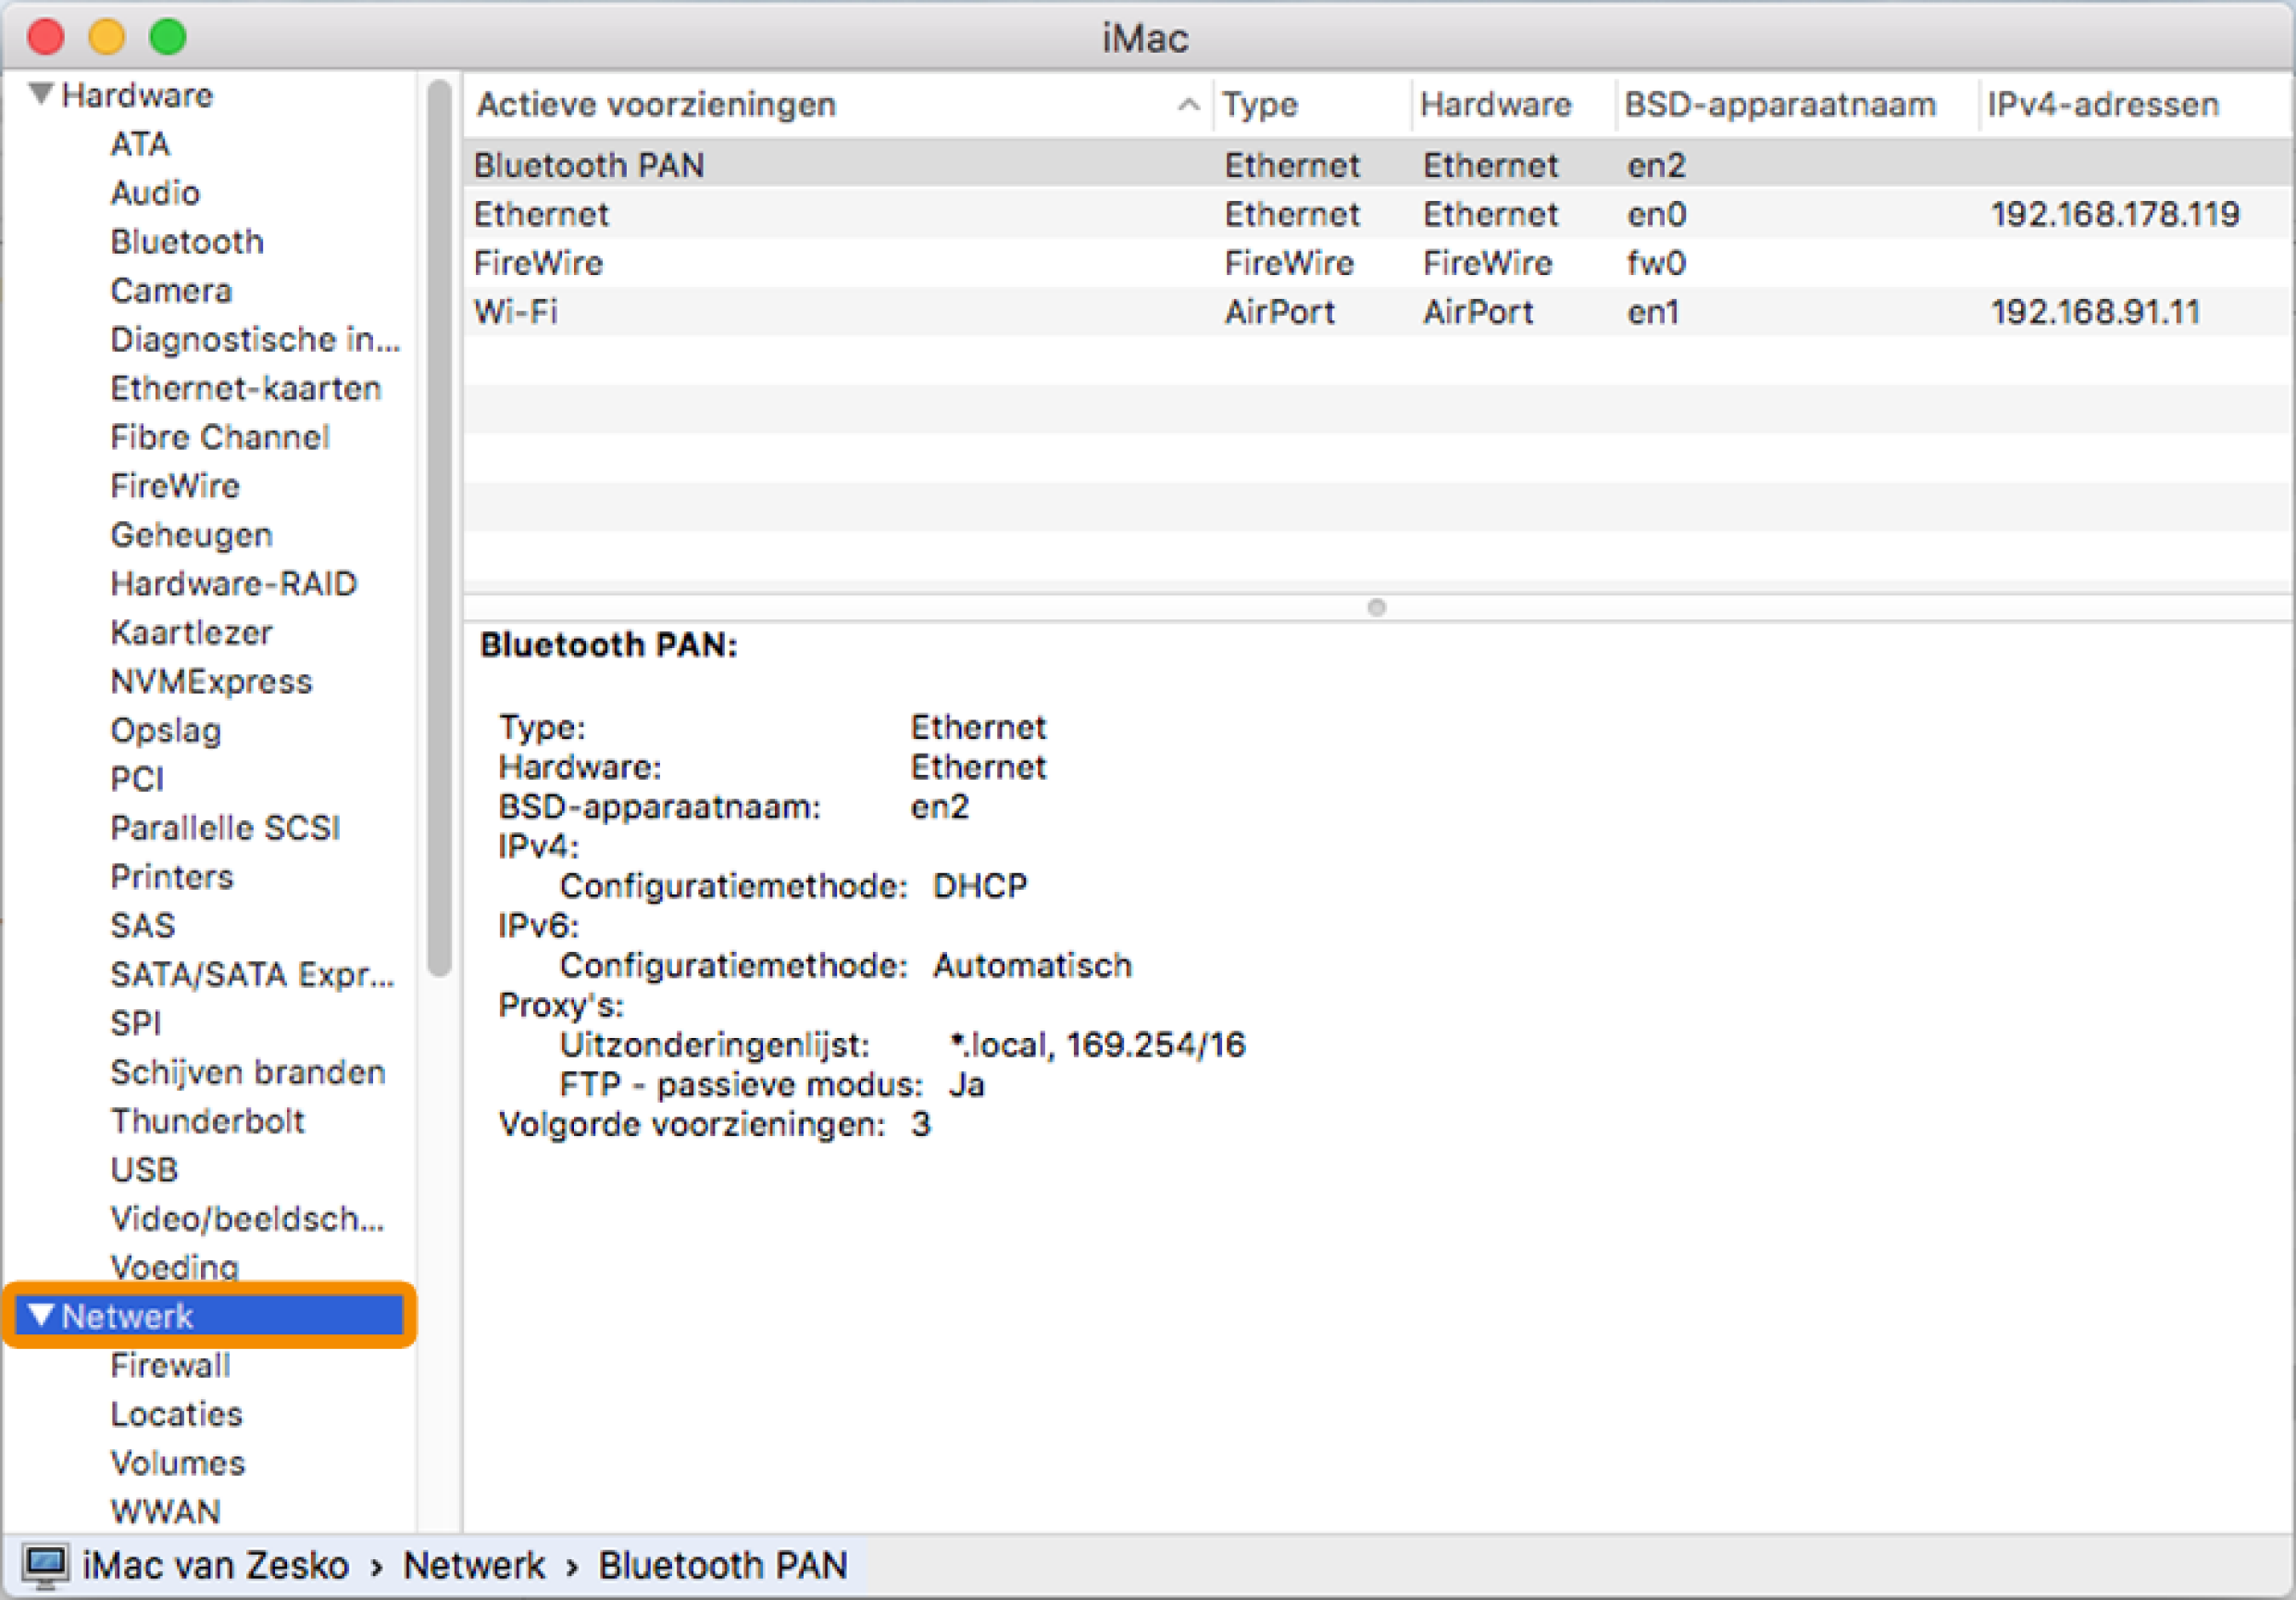 iMac
Hardware
ATA
Audio
Bluetooth
Camera
Diagnostische in...
Ethernet-kaarten
Fibre Channel
FireWire
Geheugen
Hardware-RAID
Kaartlezer
NVMExpress
Opslag
PCI
Parallelle SCSI
Printers
SAS
SATA/SATA Expr...
SPI
Schijven branden
Thunderbolt
USB
Video/beeldsch...
Voeding
Netwerk
Firewall
Locaties
Volumes
WWAN
Actieve voorzieningen Type Hardware BSD-apparaatnaam IPv4-adressen
Bluetooth PAN Ethernet Ethernet en2
Ethernet Ethernet Ethernet en0 192.168.178.119
FireWire FireWire FireWire fw0
Wi-Fi AirPort AirPort en1 192.168.91.11
Bluetooth PAN:
Type: Ethernet
Hardware: Ethernet
BSD-apparaatnaam: en2
IPv4:
Configuratiemethode: DHCP
IPv6:
Configuratiemethode: Automatisch
Proxy's:
Uitzonderingenlijst: *.local, 169.254/16
FTP - passieve modus: Ja
Volgorde voorzieningen: 3
iMac van Zesko › Netwerk › Bluetooth PAN